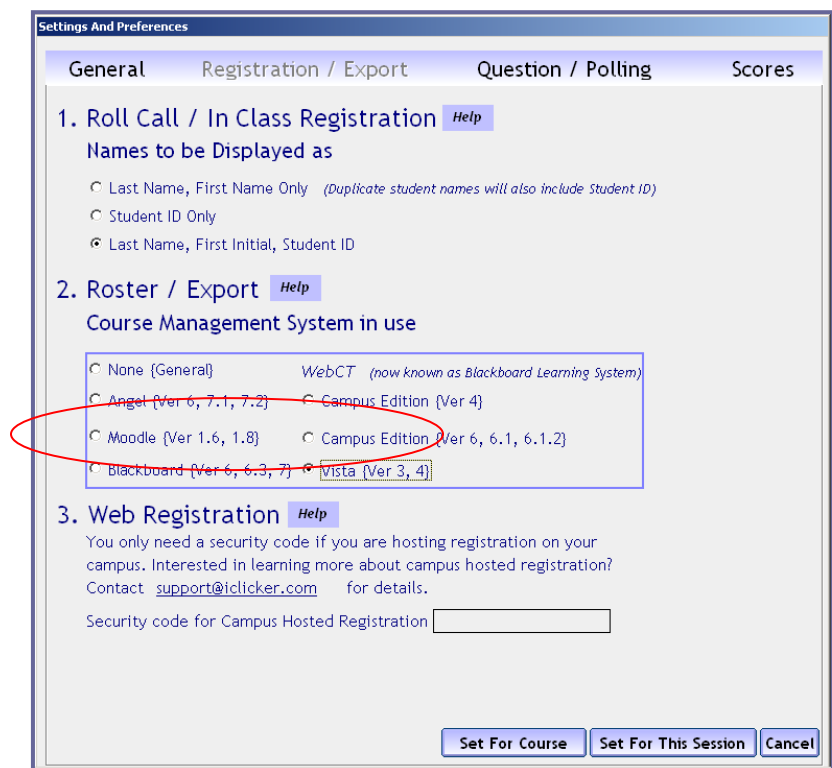 Settings And Preferences
General Registration / Export Question / Polling Scores
1. Roll Call / In Class Registration Help
Names to be Displayed as
Last Name, First Name Only (Duplicate student names will also include Student ID)
Student ID Only
Last Name, First Initial, Student ID
2. Roster / Export Help
Course Management System in use
None {General} WebCT (now known as Blackboard Learning System)
Angel {Ver 6, 7.1, 7.2} Campus Edition {Ver 4}
Moodle {Ver 1.6, 1.8} Campus Edition {Ver 6, 6.1, 6.1.2}
Blackboard {Ver 6, 6.3, 7} Vista {Ver 3, 4}
3. Web Registration Help
You only need a security code if you are hosting registration on your
campus. Interested in learning more about campus hosted registration?
Contact support@iclicker.com for details.
Security code for Campus Hosted Registration
Set For Course Set For This Session Cancel